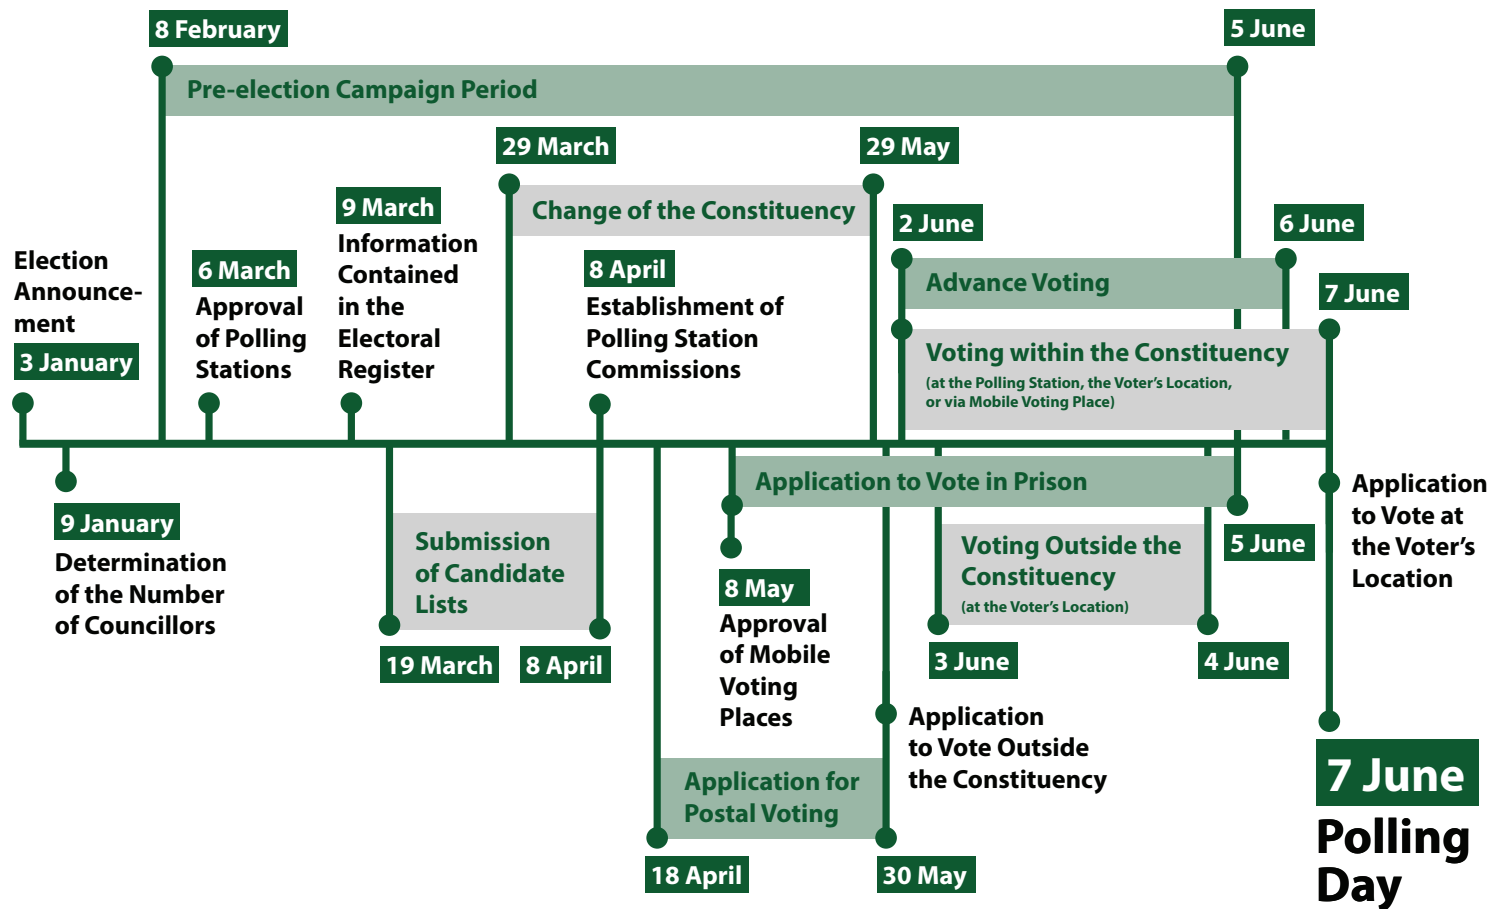 8 February
5 June
Pre-election Campaign Period
29 March
29 May
Change of the Constituency
9 March
Information
Contained
in the
Electoral
Register
2 June
6 June
Election
Announce-
ment
3 January
6 March
Approval
of Polling
Stations
8 April
Establishment of
Polling Station
Commissions
Advance Voting
7 June
Voting within the Constituency
(at the Polling Station, the Voter’s Location,
or via Mobile Voting Place)
Application to Vote in Prison
Application
to Vote at
the Voter’s
Location
9 January
Determination
of the Number
of Councillors
Submission
of Candidate
Lists
19 March
8 April
5 June
Voting Outside the
Constituency
(at the Voter’s Location)
8 May
Approval
of Mobile
Voting
Places
3 June
4 June
Application
to Vote Outside
the Constituency
Application for
Postal Voting
18 April
30 May
7 June
Polling
Day